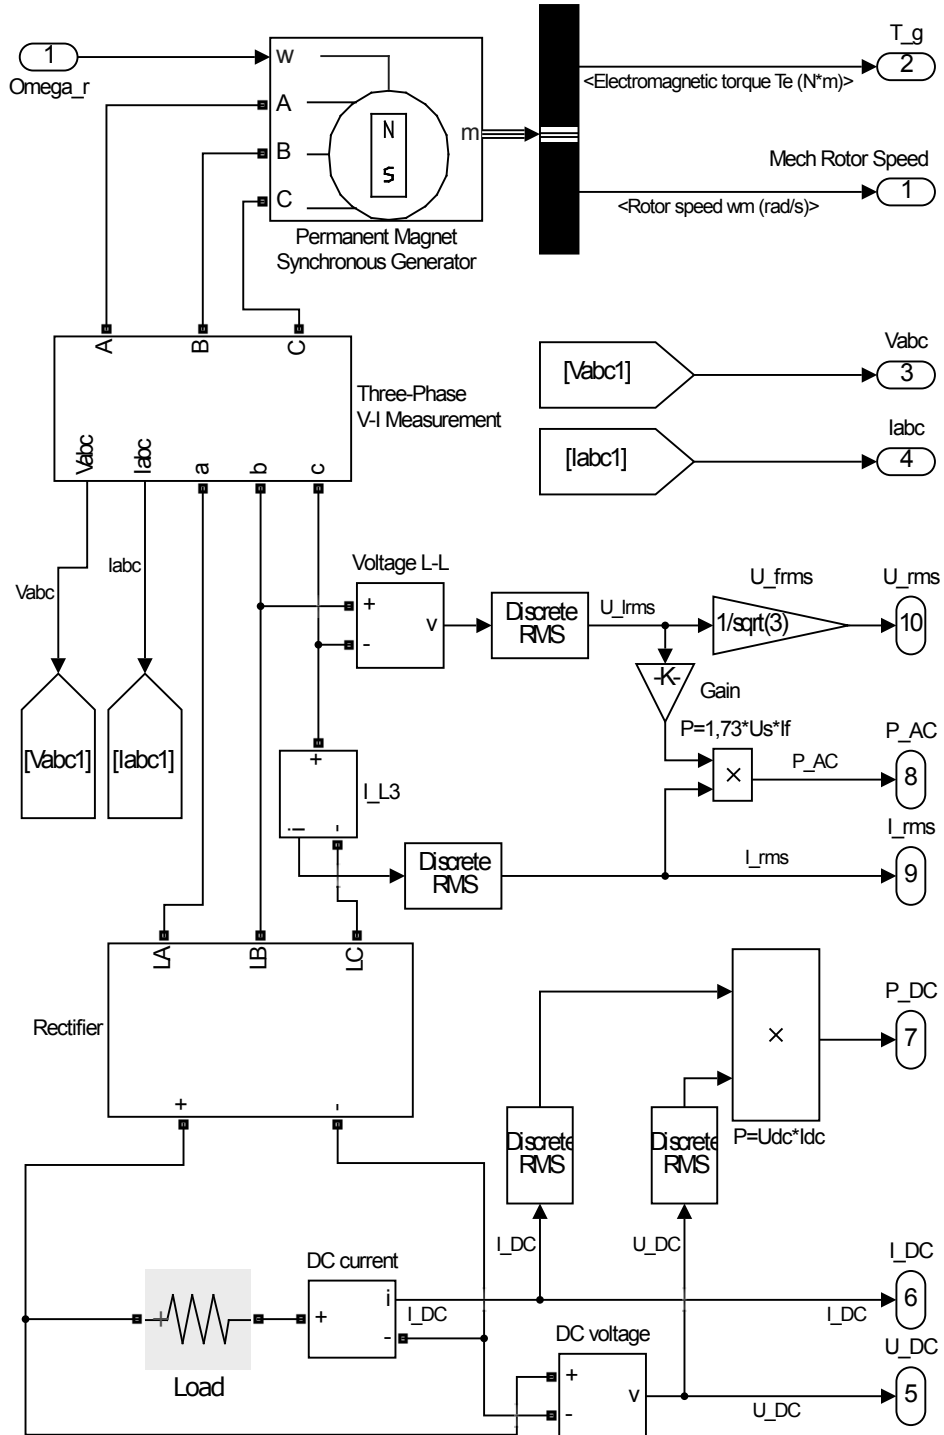 T_g
1
w
2
Omega_r
<Electromagnetic torque Te (N*m)>
A
N
m
B
S
Mech Rotor Speed
C
1
<Rotor speed wm (rad/s)>
Permanent Magnet
Synchronous Generator
A
B
C
Vabc
[Vabc1]
3
Three-Phase
V-I Measurement
Iabc
[Iabc1]
4
Vabc
Iabc
a
b
c
Vabc
Iabc
Voltage L-L
U_frms
U_rms
+
v
-
Discrete
RMS
U_lrms
1/sqrt(3)
10
-K-
Gain
P=1,73*Us*If
P_AC
[Vabc1]
[Iabc1]
+
I_L3
i
-
×
P_AC
8
I_rms
Discrete
RMS
I_rms
9
LA
LB
LC
P_DC
Rectifier
×
7
+
-
Discrete
RMS
Discrete
RMS
P=Udc*Idc
I_DC
U_DC
DC current
I_DC
+
+
i
-
I_DC
6
I_DC
DC voltage
U_DC
Load
+
v
-
U_DC
5